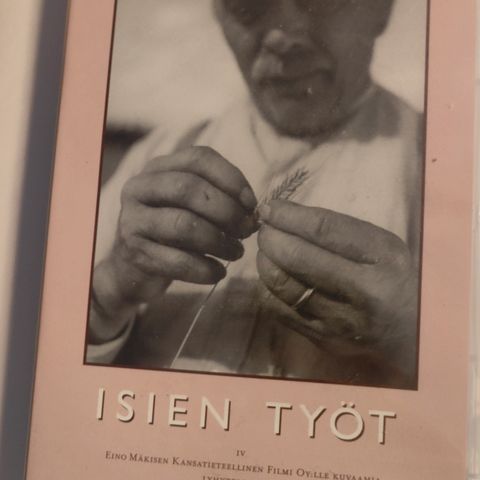 ISIEN TYÖT
IV
EINO MÄKISEN KANSATIETEELLINEN FILMI OY:LLE KUVAAMIA